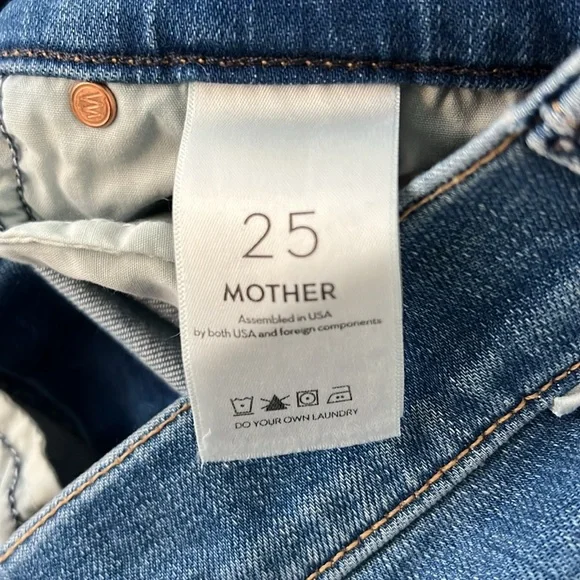 25
MOTHER
Assembled in USA
by both USA and foreign components
DO YOUR OWN LAUNDRY